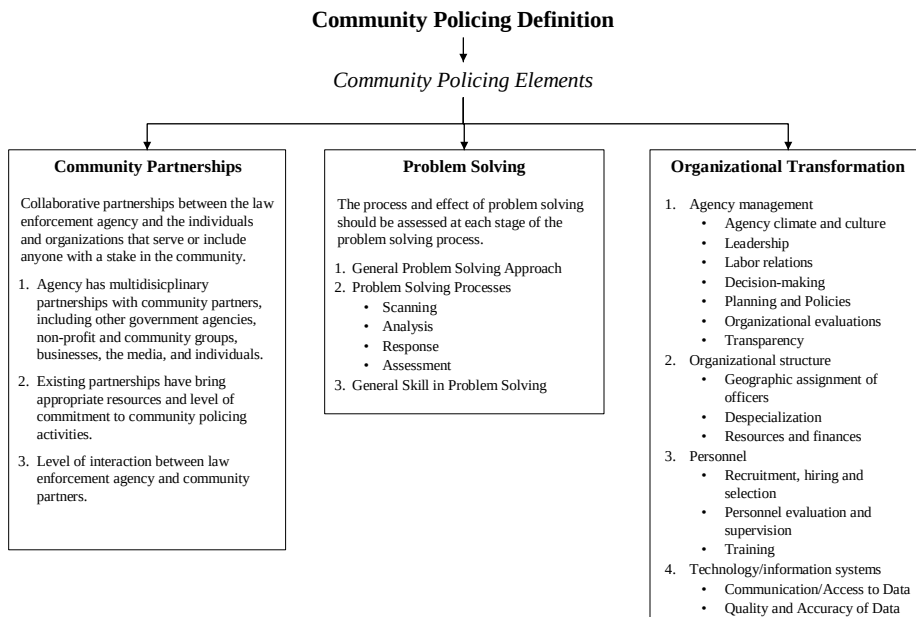 Community Policing Definition
Community Policing Elements
Community Partnerships
Collaborative partnerships between the law
enforcement agency and the individuals
and organizations that serve or include
anyone with a stake in the community.
1. Agency has multidisicplinary
partnerships with community partners,
including other government agencies,
non-profit and community groups,
businesses, the media, and individuals.
2. Existing partnerships have bring
appropriate resources and level of
commitment to community policing
activities.
3. Level of interaction between law
enforcement agency and community
partners.
Problem Solving
The process and effect of problem solving
should be assessed at each stage of the
problem solving process.
1. General Problem Solving Approach
2. Problem Solving Processes
• Scanning
• Analysis
• Response
• Assessment
3. General Skill in Problem Solving
Organizational Transformation
1. Agency management
• Agency climate and culture
• Leadership
• Labor relations
• Decision-making
• Planning and Policies
• Organizational evaluations
• Transparency
2. Organizational structure
• Geographic assignment of
officers
• Despecialization
• Resources and finances
3. Personnel
• Recruitment, hiring and
selection
• Personnel evaluation and
supervision
• Training
4. Technology/information systems
• Communication/Access to Data
• Quality and Accuracy of Data